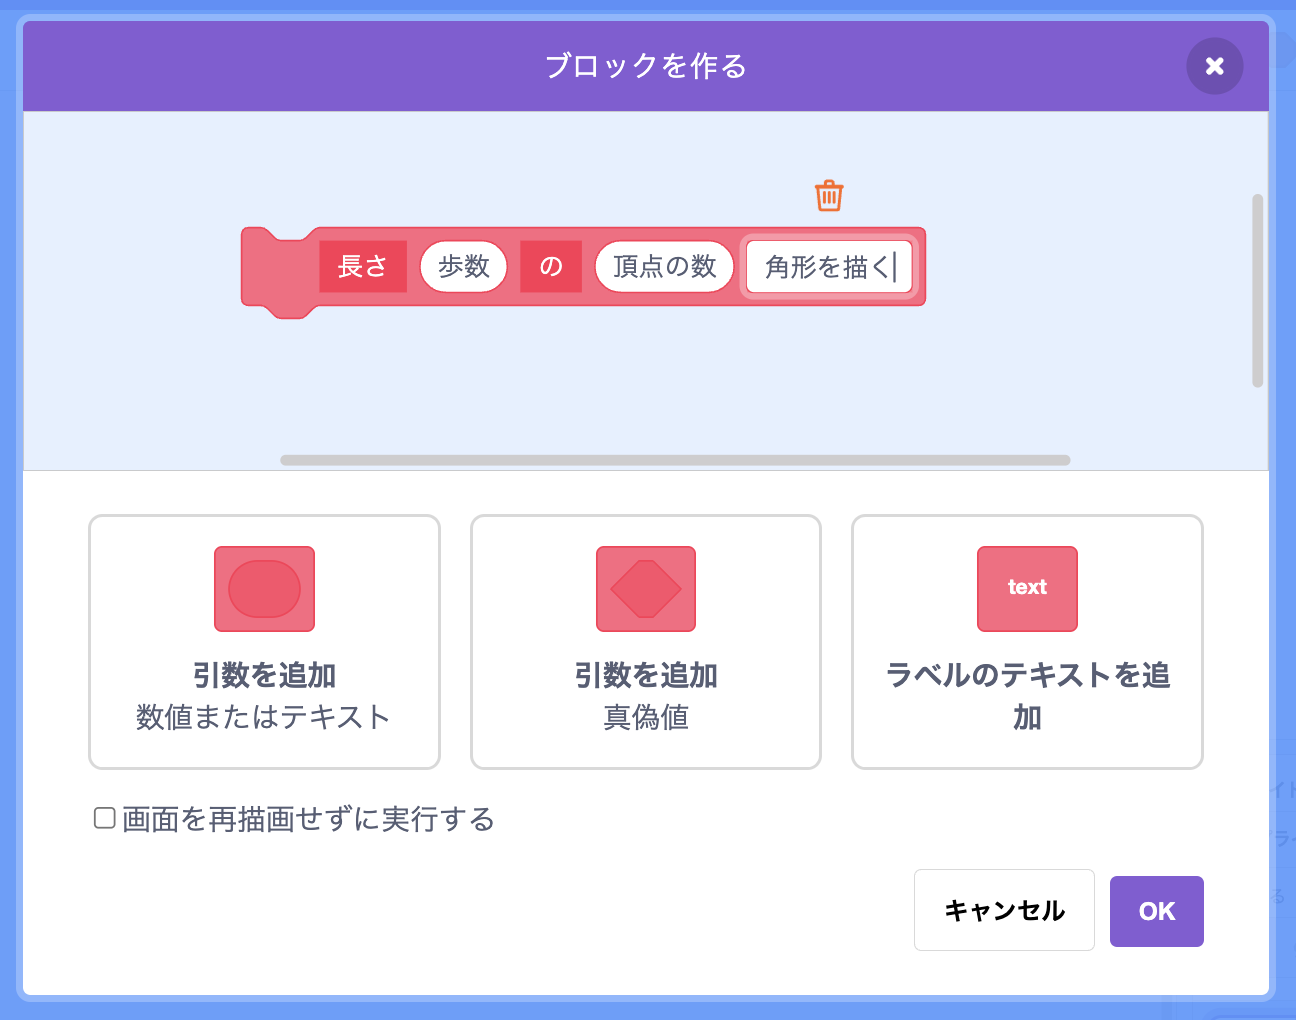 ブロックを作る
長さ 歩数 の 頂点の数 角形を描く
text
引数を追加
数値またはテキスト
引数を追加
真偽値
ラベルのテキストを追
加
画面を再描画せずに実行する
キャンセル
OK